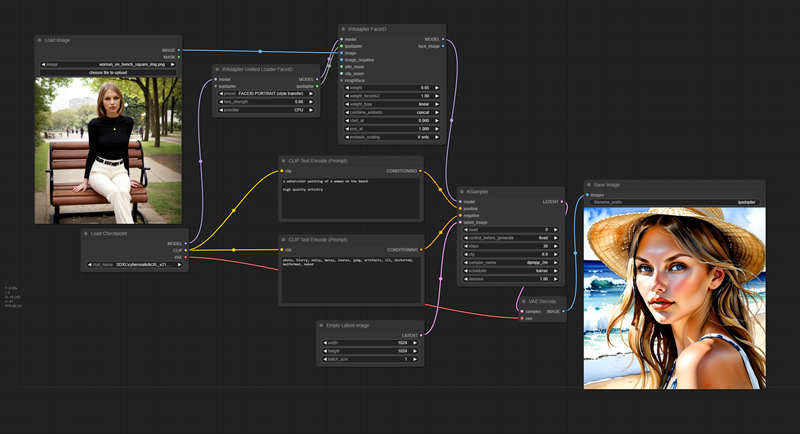 Load Image
IMAGE
MASK
image woman_on_bench_square_img.png
choose file to upload
IPAdapter Unified Loader FaceID
model MODEL
ipadapter ipadapter
preset FACEID PORTRAIT (style transfer)
lora_strength 0.60
provider CPU
IPAdapter FaceID
model MODEL
ipadapter face_image
image
image_negative
attn_mask
clip_vision
insightface
weight
weight_faceidv2 1.00
weight_type linear
combine_embeds concat
start_at 0.000
end_at 1.000
embeds_scaling V only
Load Checkpoint
MODEL
CLIP
VAE
ckpt_name
CLIP Text Encode (Prompt)
clip CONDITIONING
a watercolor painting of a woman on the beach
high quality artistry
CLIP Text Encode (Prompt)
clip CONDITIONING
photo, blurry, noisy, messy, lowres, jpeg, artifacts, ill, distorted,
malformed, naked
Empty Latent Image
LATENT
width 1024
height 1024
batch_size 1
KSampler
model LATENT
positive
negative
latent_image
seed 0
control_before_generate fixed
steps 30
cfg
sampler_name dpmpp_2m
scheduler karras
denoise 1.00
VAE Decode
samples IMAGE
vae
Save Image
images
filename_prefix ipadapter